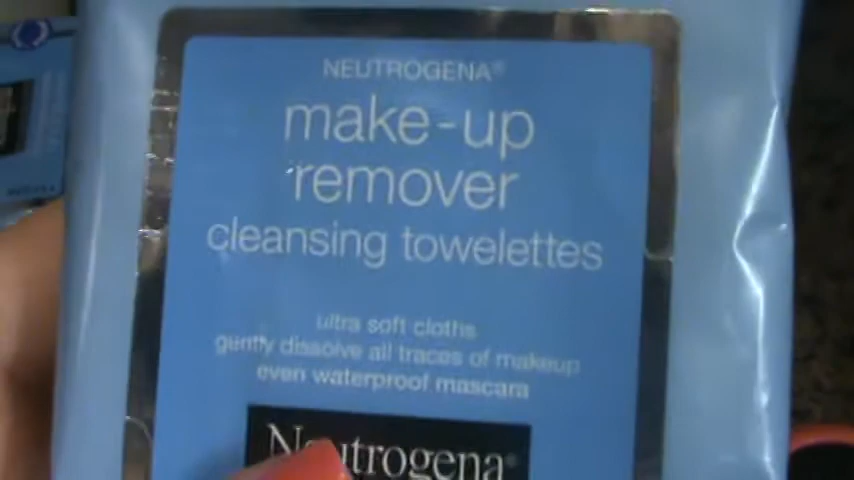 NEUTROGENA®
make-up
remover
cleansing towelettes
ultra soft cloths
gently dissolve all traces of makeup
even waterproof mascara
Neutrogena®